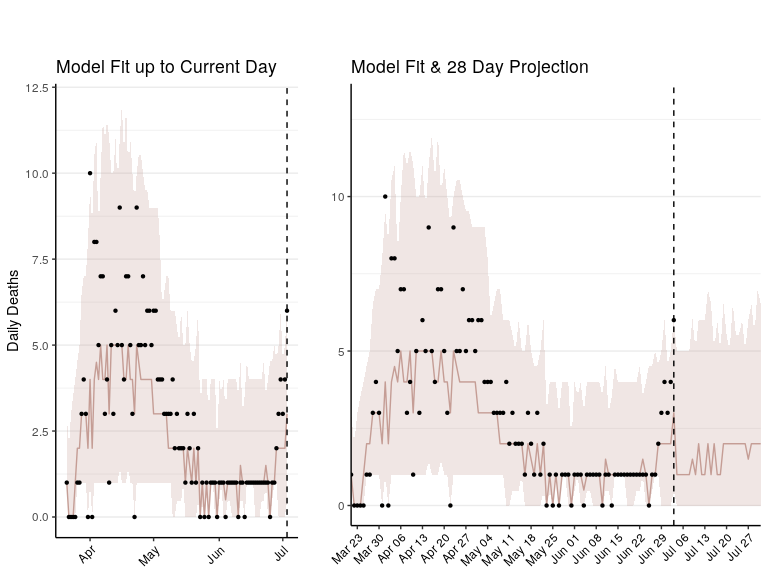 Model Fit up to Current Day
Daily Deaths
12.5
10.0
7.5
5.0
2.5
0.0
Apr
May
Jun
Jul
Model Fit & 28 Day Projection
10
5
0
Mar 23
Mar 30
Apr 06
Apr 13
Apr 20
Apr 27
May 04
May 11
May 18
May 25
Jun 01
Jun 08
Jun 15
Jun 22
Jun 29
Jul 06
Jul 13
Jul 20
Jul 27